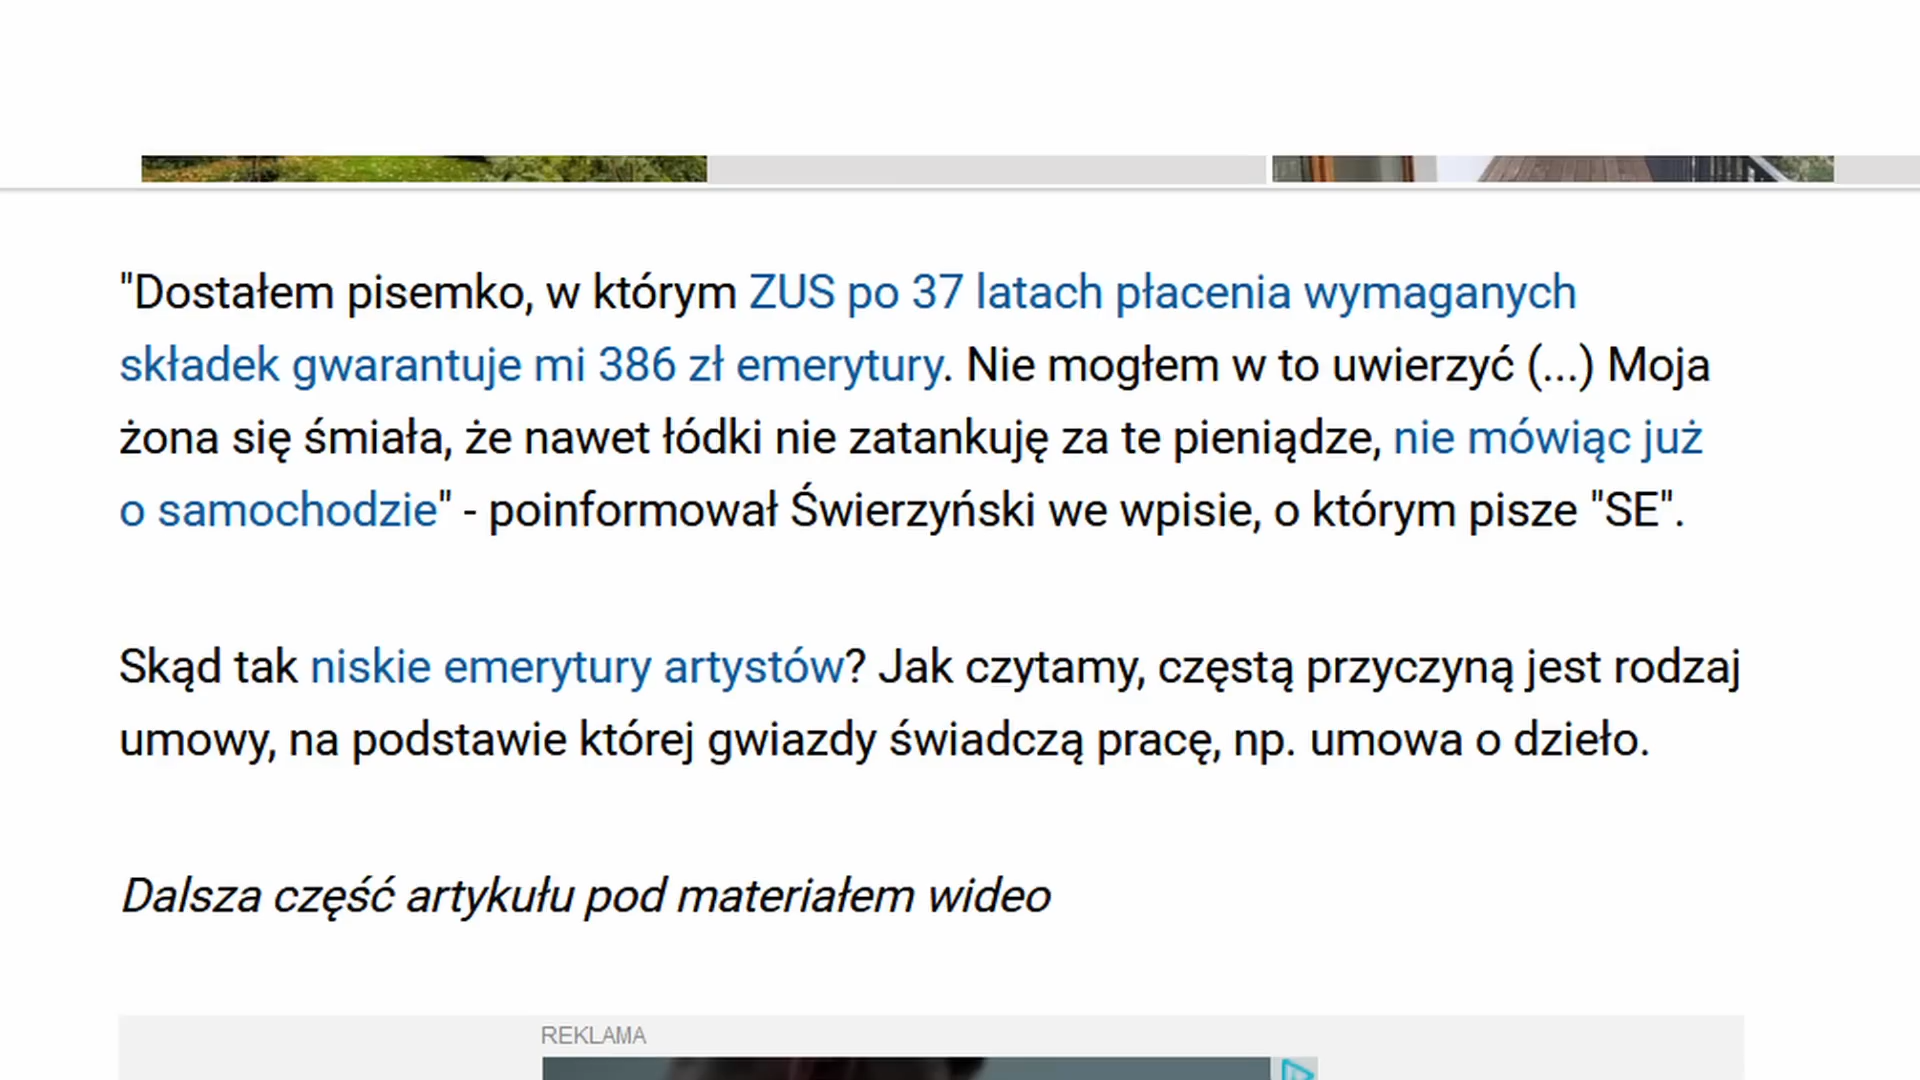 "Dostałem pisemko, w którym ZUS po 37 latach płacenia wymaganych
składek gwarantuje mi 386 zł emerytury. Nie mogłem w to uwierzyć (...) Moja
żona się śmiała, że nawet łódki nie zatankuję za te pieniądze, nie mówiąc już
o samochodzie" - poinformował Świerzyński we wpisie, o którym pisze "SE".
Skąd tak niskie emerytury artystów? Jak czytamy, częstą przyczyną jest rodzaj
umowy, na podstawie której gwiazdy świadczą pracę, np. umowa o dzieło.
Dalsza część artykułu pod materiałem wideo
REKLAMA